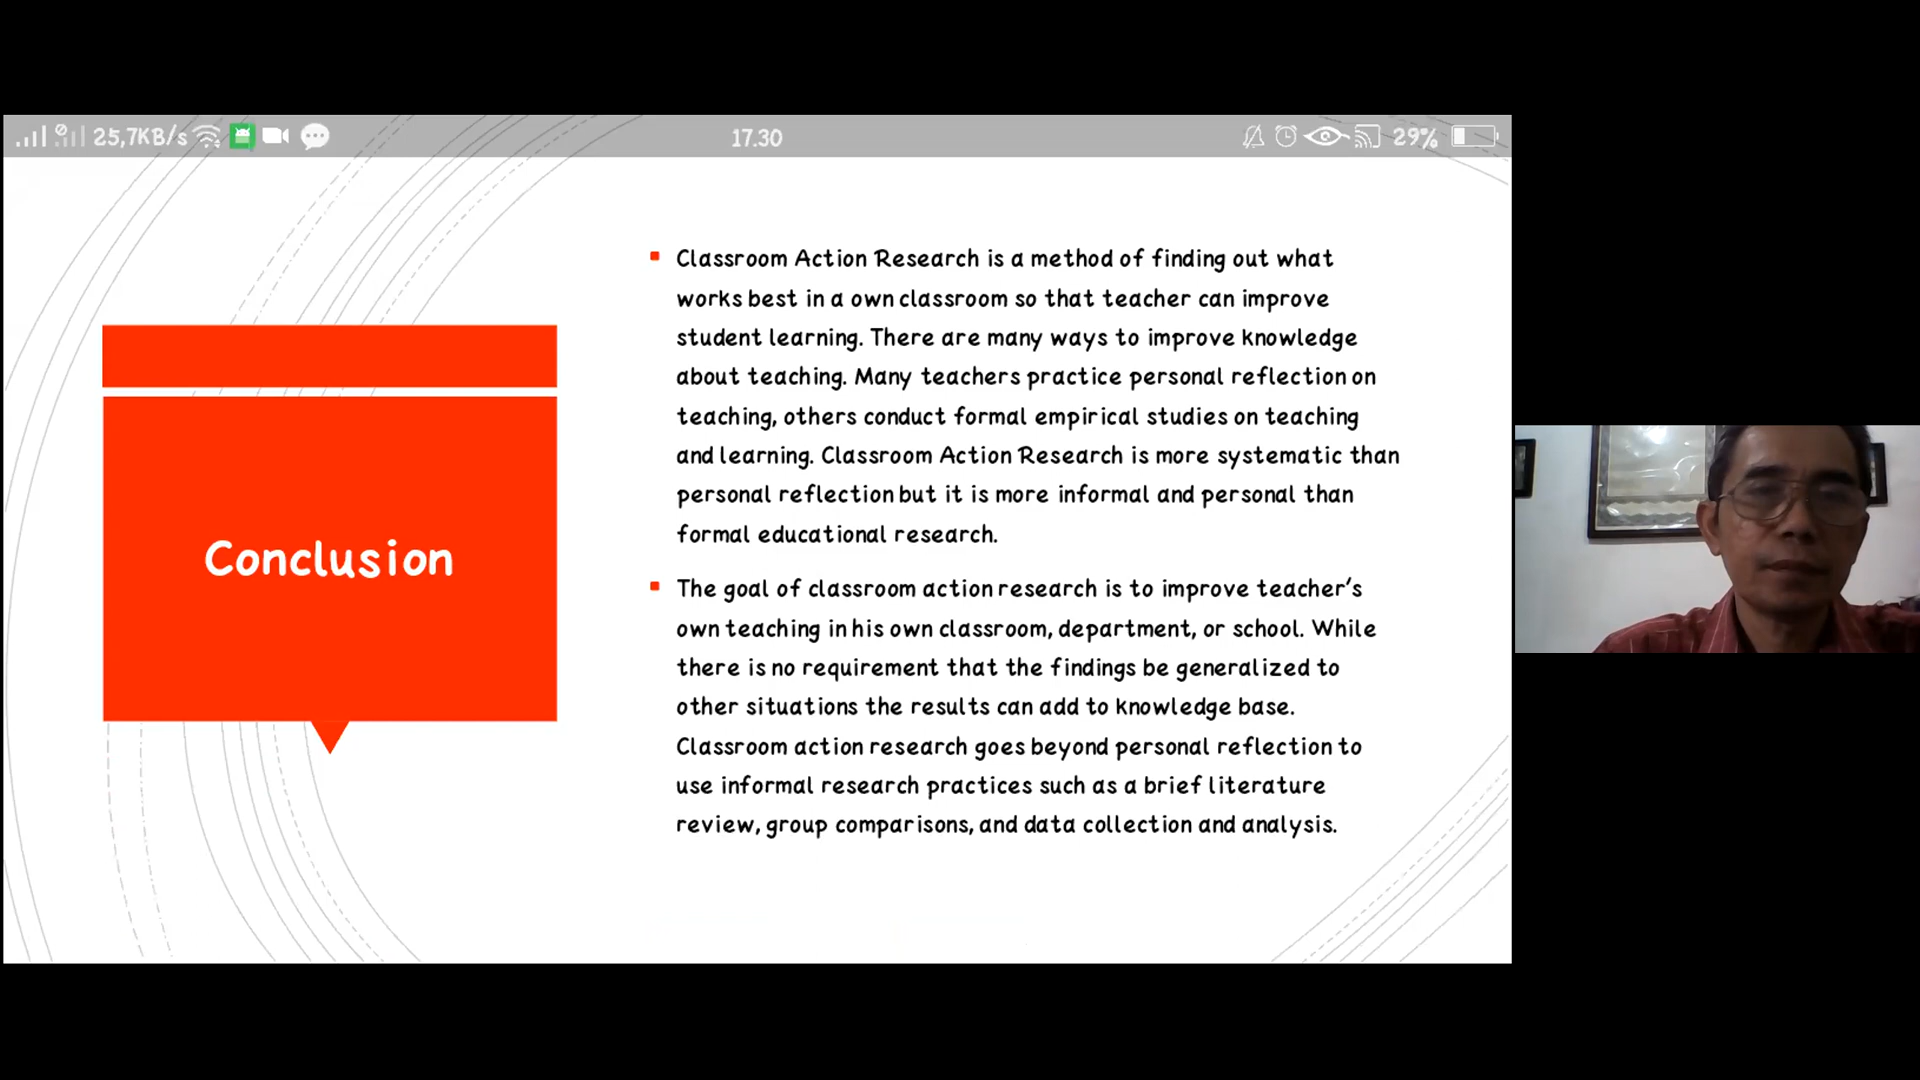 25,7KB/s
17.30
29%
Conclusion
Classroom Action Research is a method of finding out what
works best in a own classroom so that teacher can improve
student learning. There are many ways to improve knowledge
about teaching. Many teachers practice personal reflection on
teaching, others conduct formal empirical studies on teaching
and learning. Classroom Action Research is more systematic than
personal reflection but it is more informal and personal than
formal educational research.
The goal of classroom action research is to improve teacher's
own teaching in his own classroom, department, or school. While
there is no requirement that the findings be generalized to
other situations the results can add to knowledge base.
Classroom action research goes beyond personal reflection to
use informal research practices such as a brief literature
review, group comparisons, and data collection and analysis.